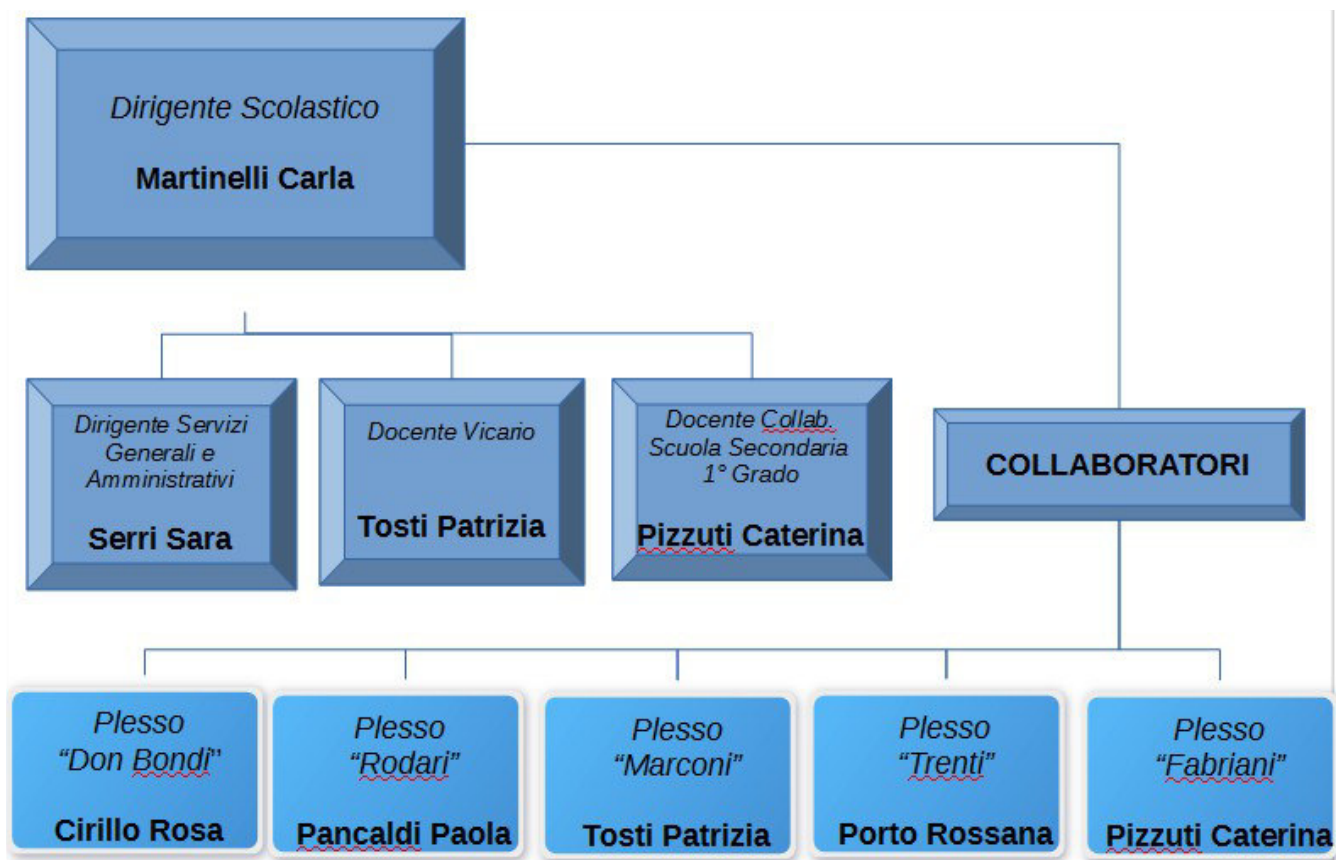 Dirigente Scolastico
Martinelli Carla
Dirigente Servizi
Generali e
Amministrativi
Serri Sara
Docente Vicario
Tosti Patrizia
Docente Collab.
Scuola Secondaria
1° Grado
Pizzuti Caterina
COLLABORATORI
Plesso
“Don Bondi”
Cirillo Rosa
Plesso
“Rodari”
Pancaldi Paola
Plesso
“Marconi”
Tosti Patrizia
Plesso
“Trenti”
Porto Rossana
Plesso
“Fabriani”
Pizzuti Caterina